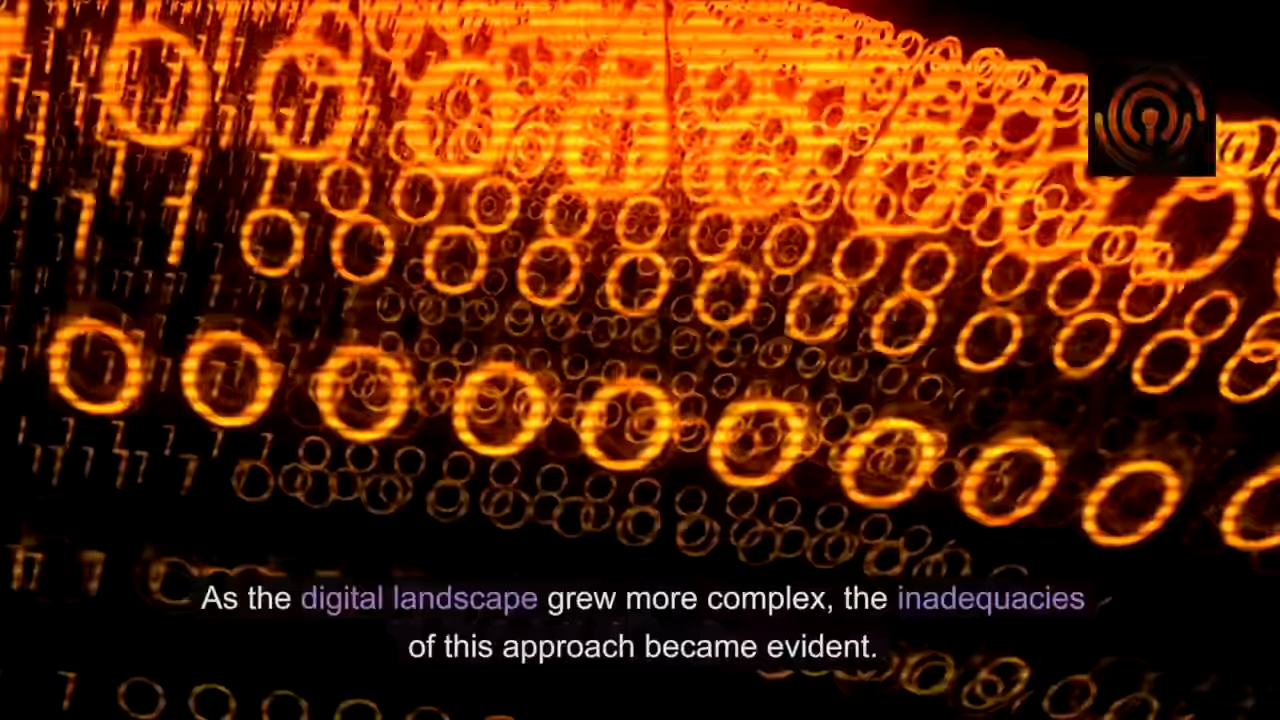 As the digital landscape grew more complex, the inadequacies
of this approach became evident.